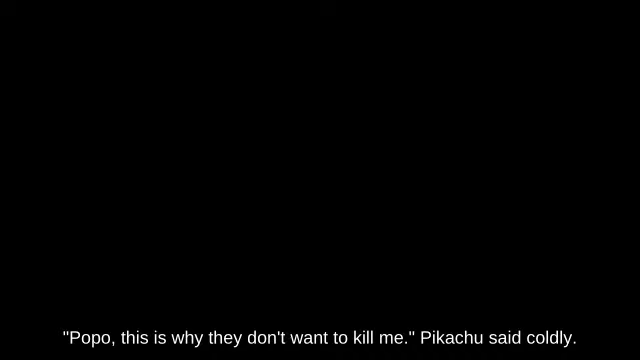 "Popo, this is why they don't want to kill me." Pikachu said coldly.